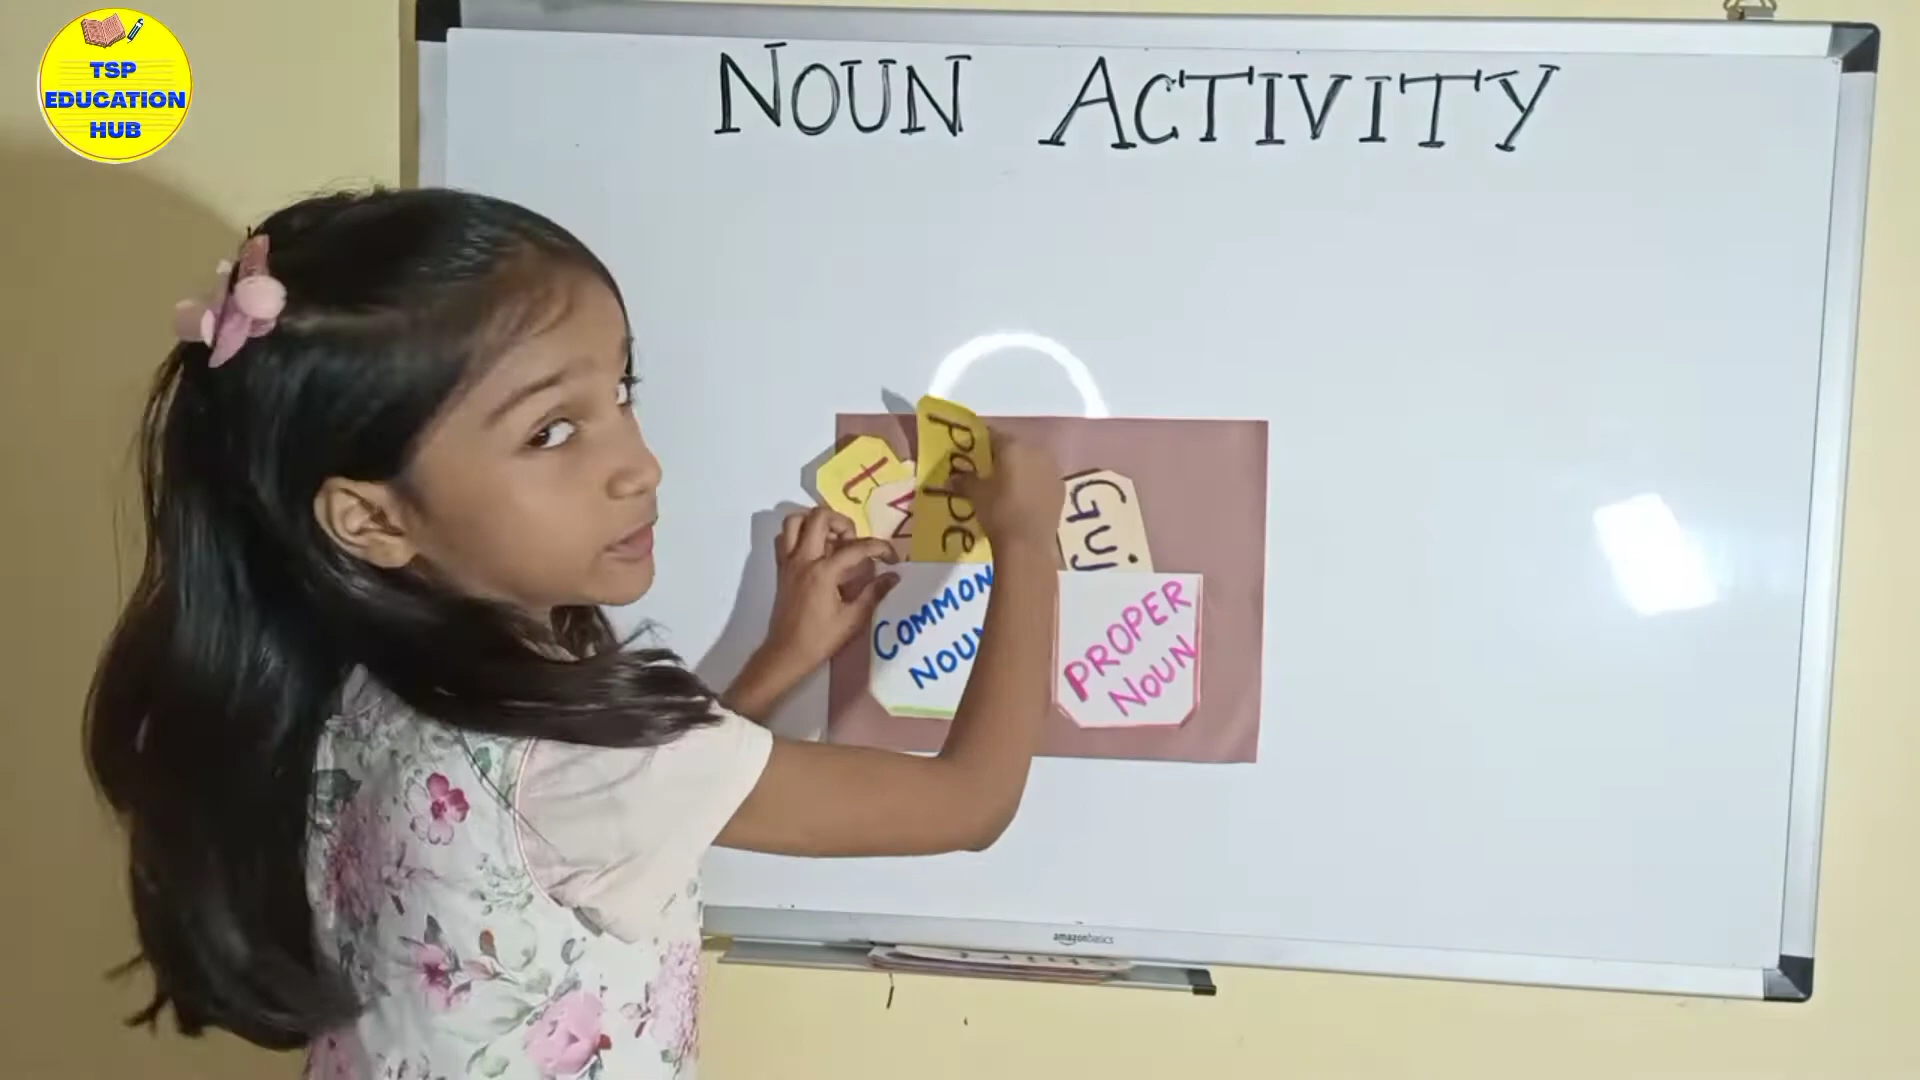 TSP
EDUCATION
HUB
NOUN ACTIVITY
pape
t
W
Guj
COMMON
NOUN
PROPER
NOUN
amazonbasics